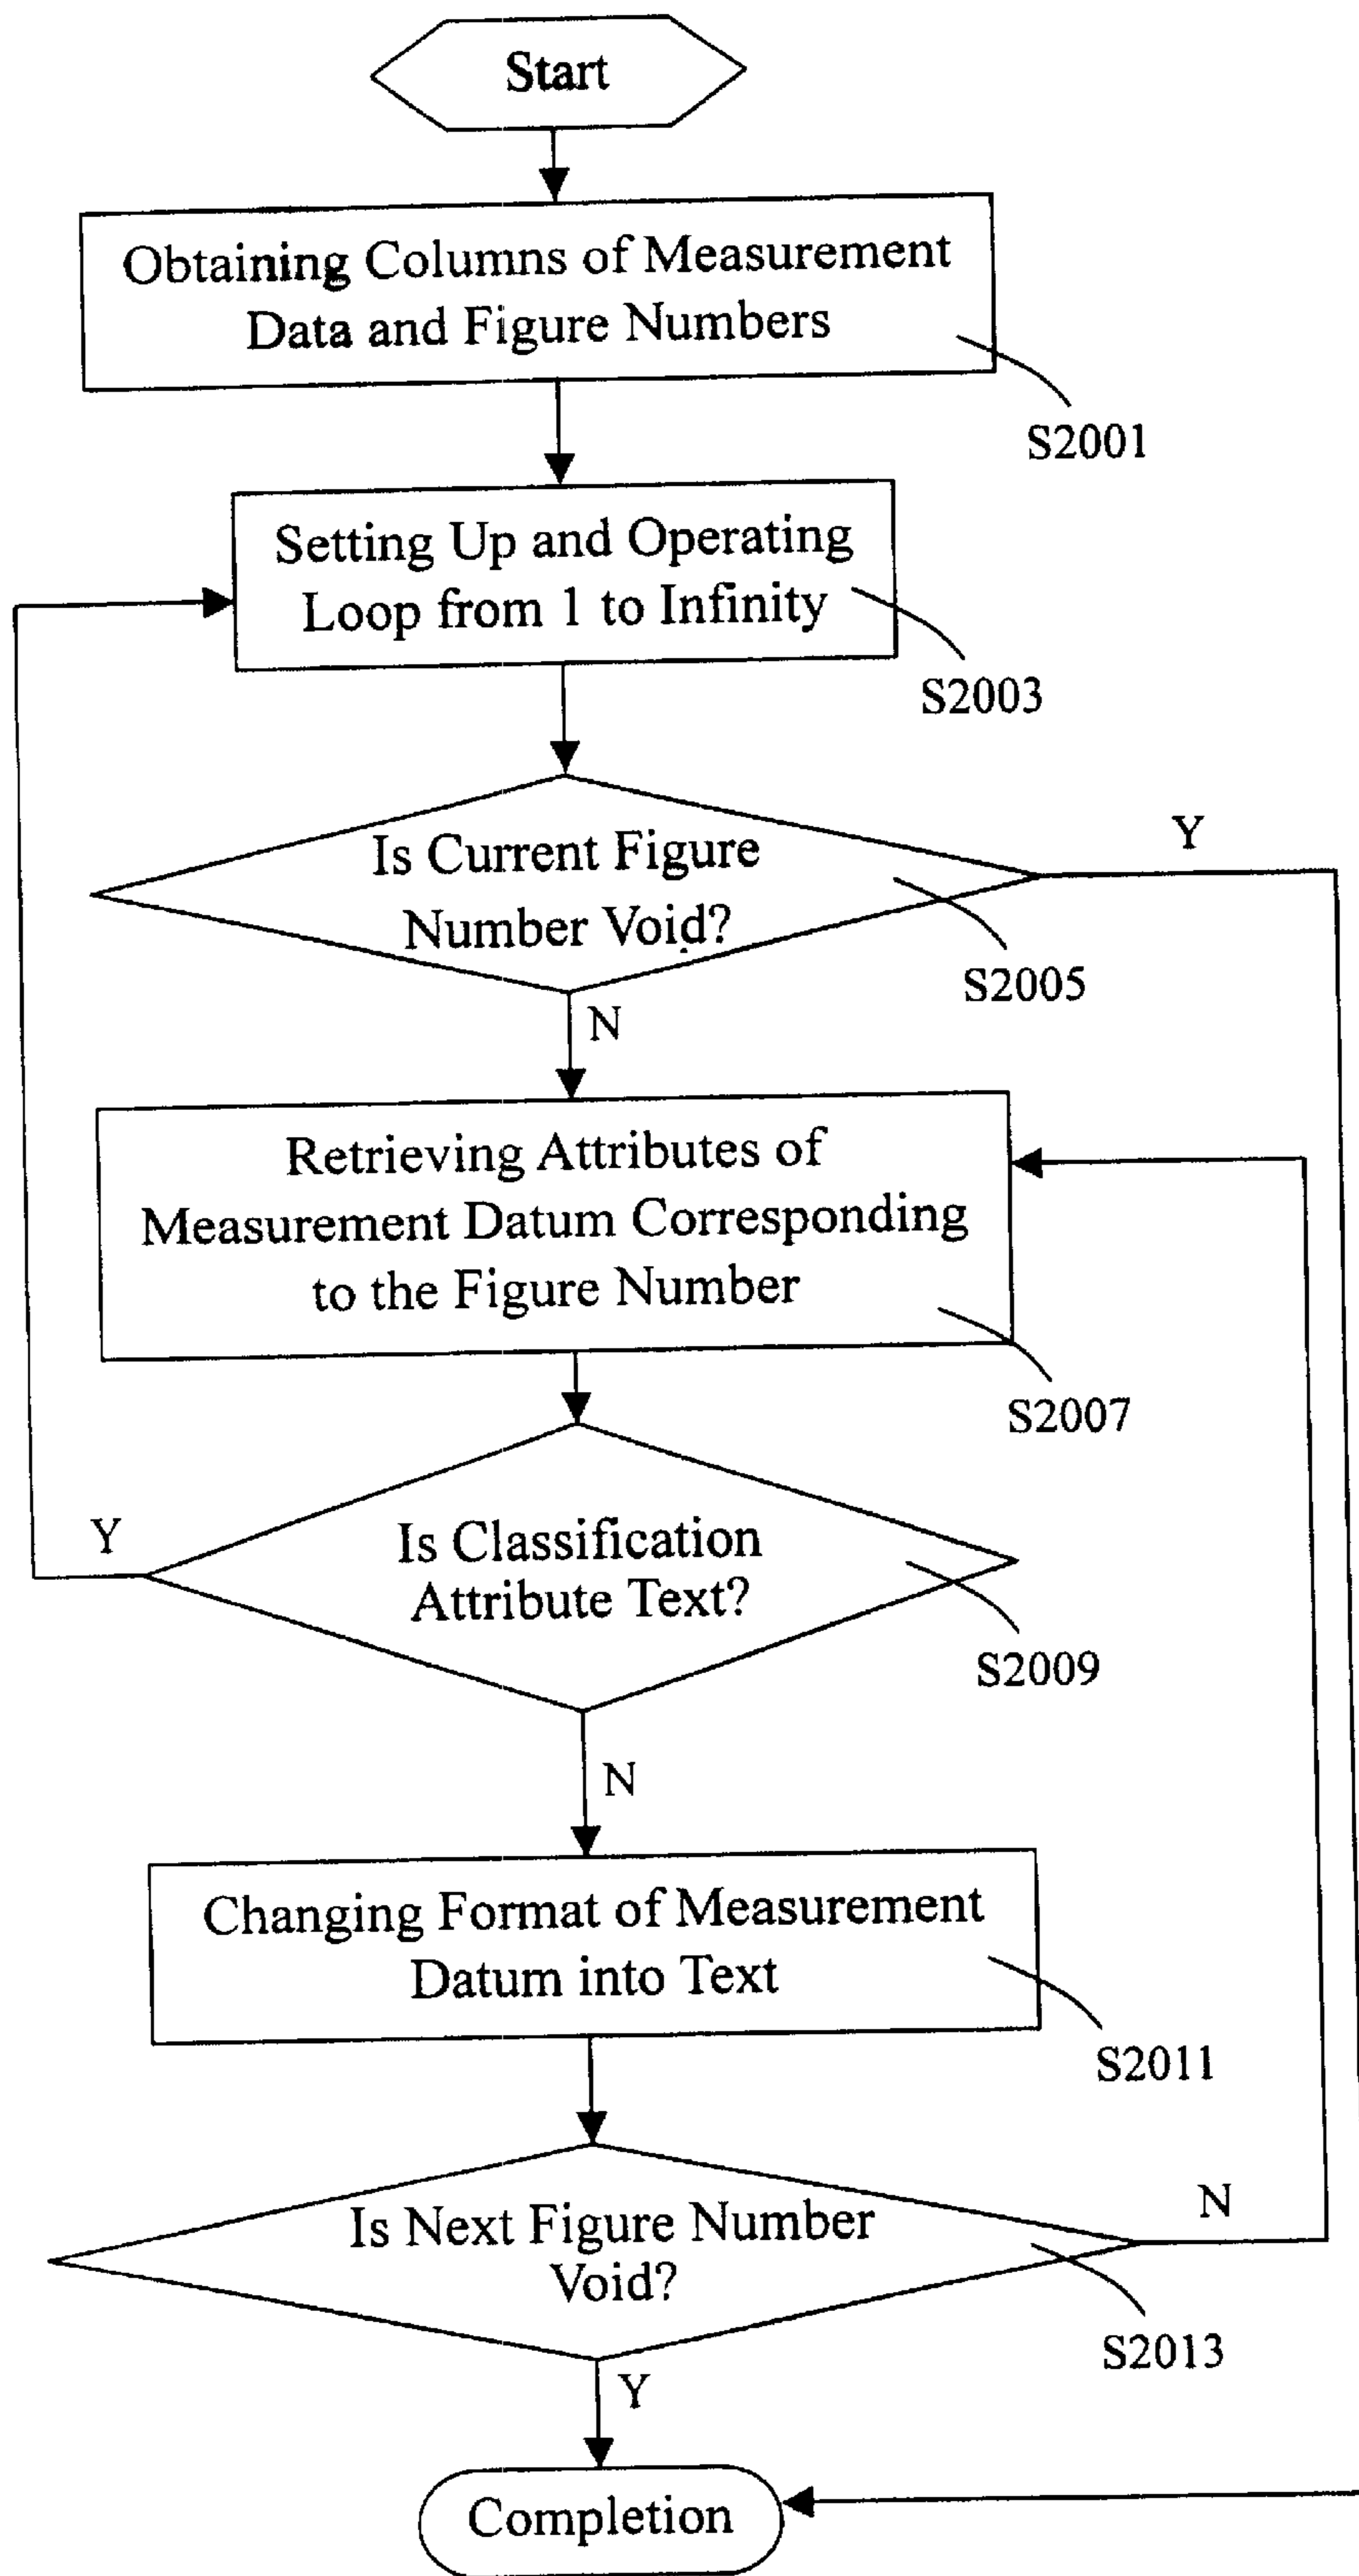 Start
Obtaining Columns of Measurement
Data and Figure Numbers
S2001
Setting Up and Operating
Loop from 1 to Infinity
S2003
Is Current Figure
Number Void?
Y
S2005
N
Retrieving Attributes of
Measurement Datum Corresponding
to the Figure Number
S2007
Y
Is Classification
Attribute Text?
S2009
N
Changing Format of Measurement
Datum into Text
S2011
Is Next Figure Number
Void?
N
S2013
Y
Completion